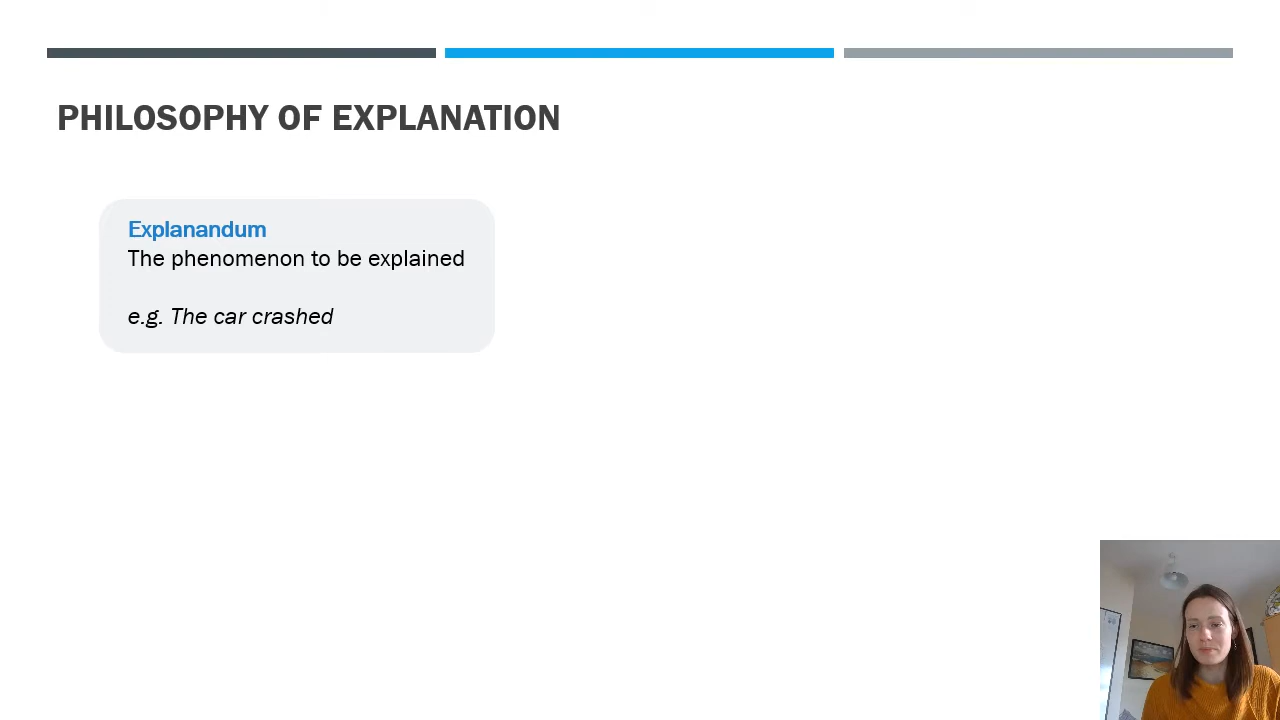 PHILOSOPHY OF EXPLANATION
Explanandum
The phenomenon to be explained
e.g. The car crashed